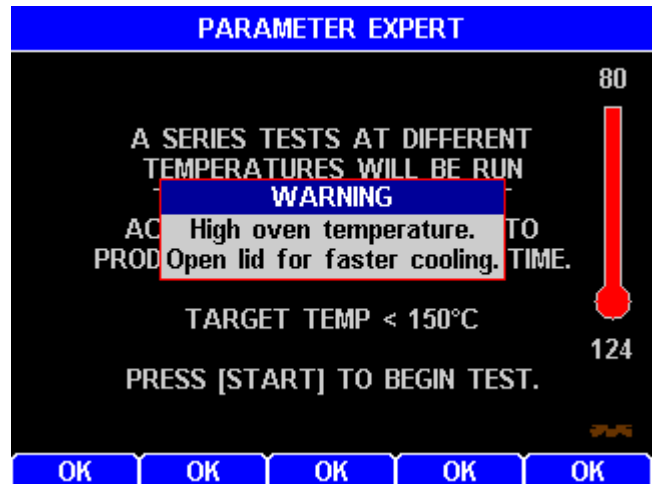 PARAMETER EXPERT
80
A SERIES TESTS AT DIFFERENT
TEMPERATURES WILL BE RUN
WARNING
AC High oven temperature. TO
PROD Open lid for faster cooling. TIME.
TARGET TEMP < 150°C
124
PRESS [START] TO BEGIN TEST.
OK OK OK OK OK